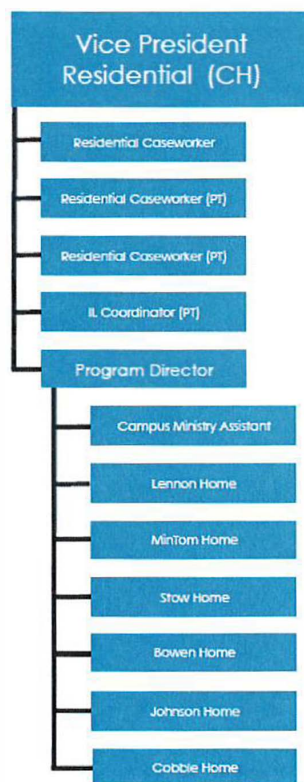 Vice President
Residential (CH)
Residential Caseworker
Residential Caseworker (PT)
Residential Caseworker (PT)
IL Coordinator (PT)
Program Director
Campus Ministry Assistant
Lennon Home
MinTom Home
Stow Home
Bowen Home
Johnson Home
Cobble Home